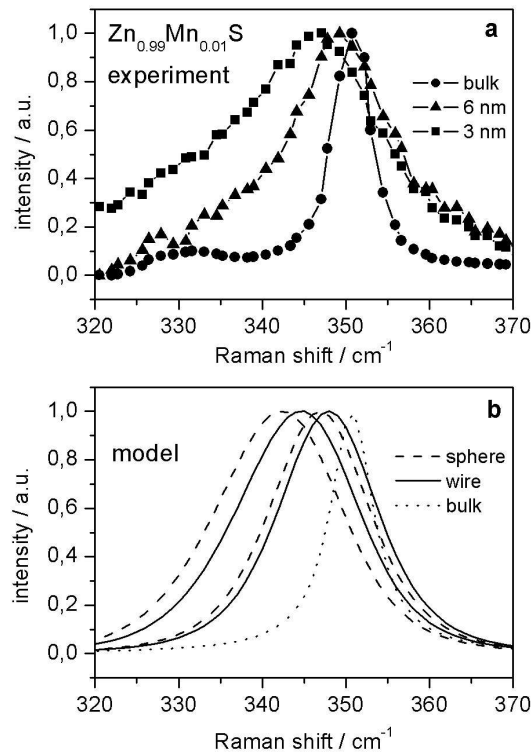 a
Zn0.99Mn0.01S
experiment
bulk
6 nm
3 nm
1,0
0,8
0,6
0,4
0,2
0,0
intensity / a.u.
320 330 340 350 360 370
Raman shift / cm-1
b
model
sphere
wire
bulk
1,0
0,8
0,6
0,4
0,2
0,0
intensity / a.u.
320 330 340 350 360 370
Raman shift / cm-1